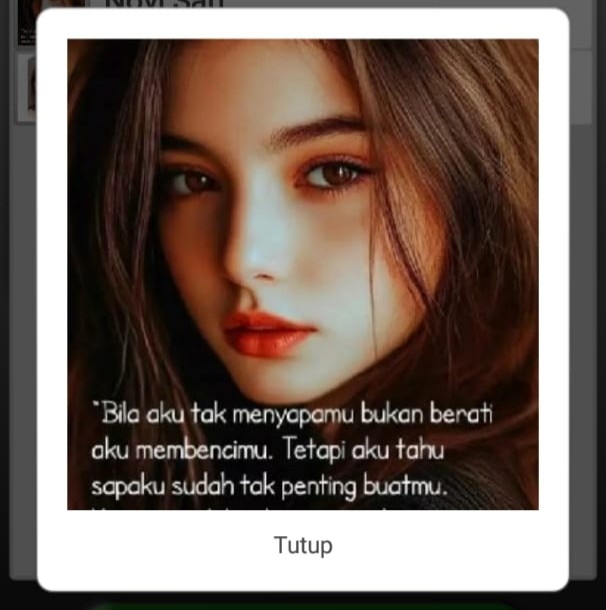 Novi Sari
"Bila aku tak menyapamu bukan berati
aku membencimu. Tetapi aku tahu
sapaku sudah tak penting buatmu.
Tutup